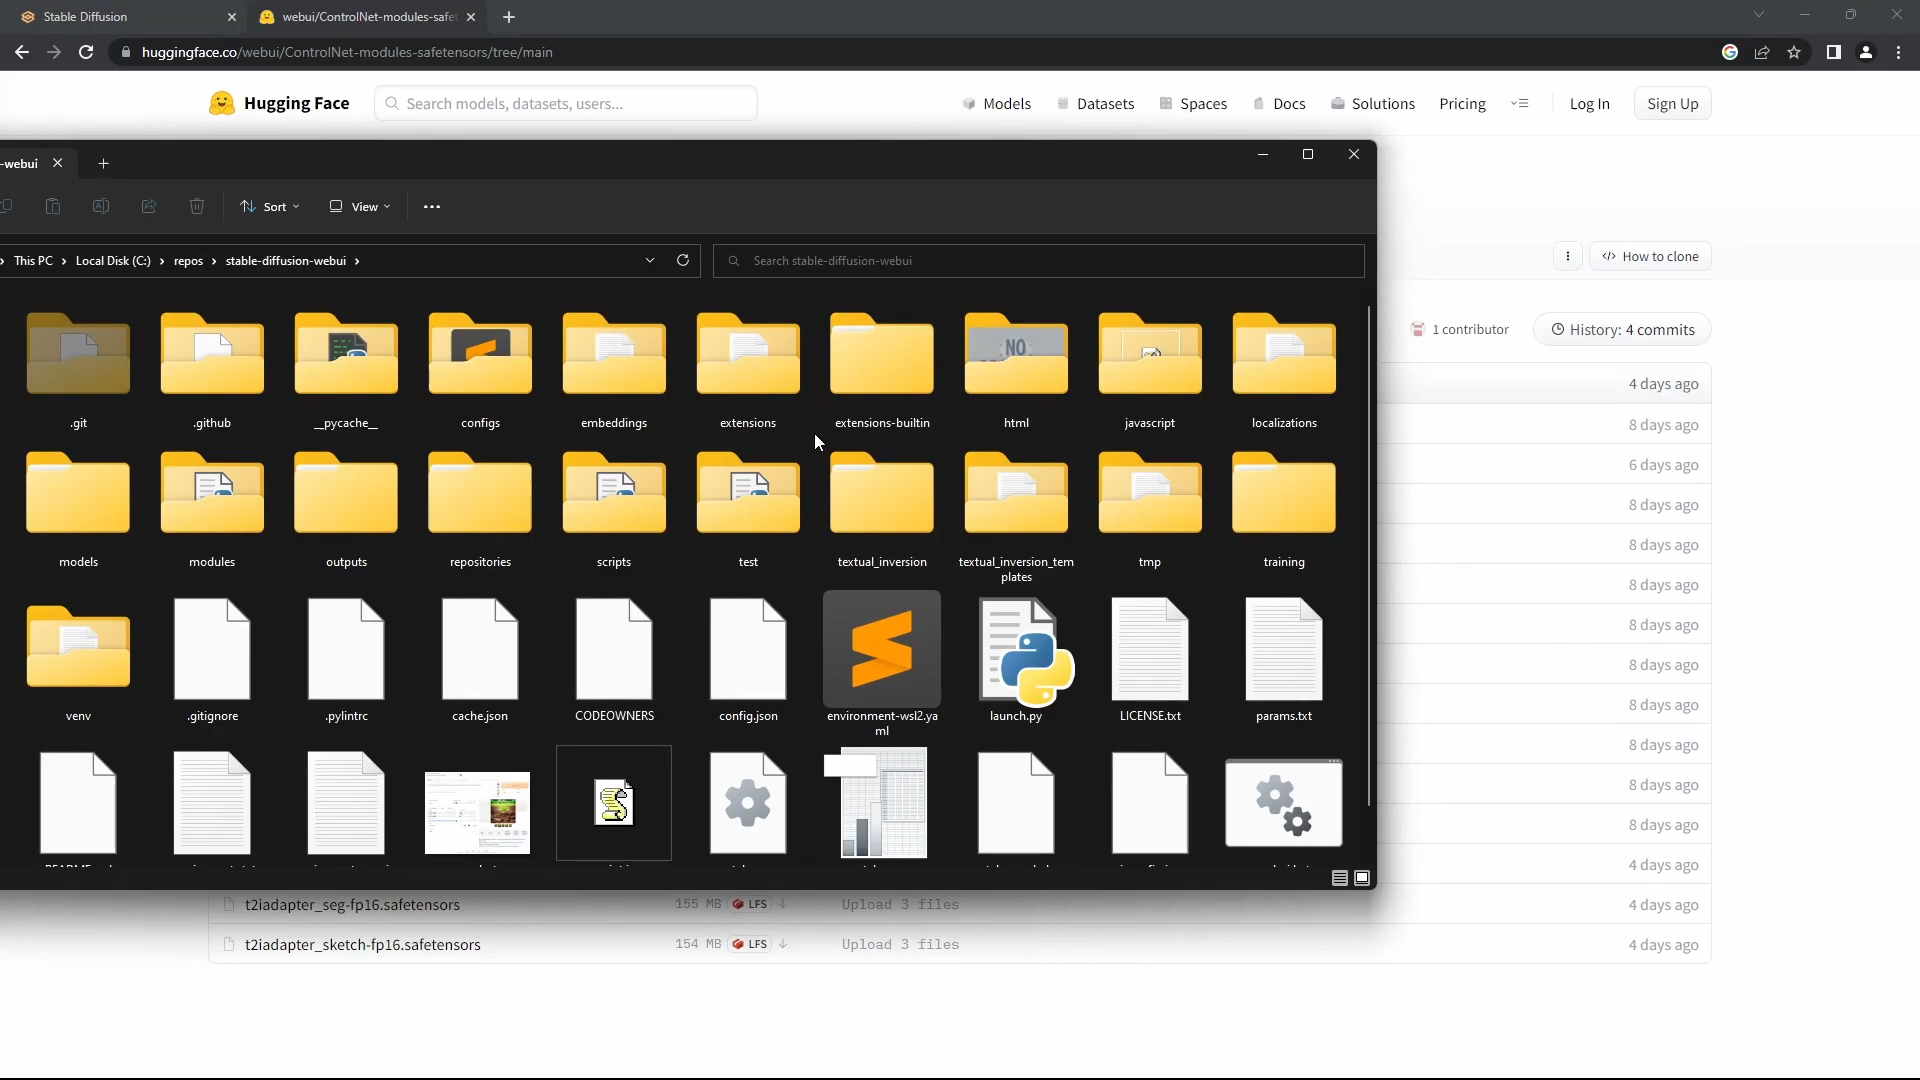 Stable Diffusion
webui/ControlNet-modules-safet
huggingface.co/webui/ControlNet-modules-safetensors/tree/main
Hugging Face
Search models, datasets, users...
Models
Datasets
Spaces
Docs
Solutions
Pricing
Log In
Sign Up
-webui
Sort
View
This PC
Local Disk (C:)
repos
stable-diffusion-webui
Search stable-diffusion-webui
How to clone
1 contributor
History: 4 commits
NO
.git
.github
__pycache__
configs
embeddings
extensions
extensions-builtin
html
javascript
localizations
models
modules
outputs
repositories
scripts
test
textual_inversion
textual_inversion_tem
plates
tmp
training
venv
.gitignore
.pylintrc
cache.json
CODEOWNERS
config.json
environment-wsl2.ya
ml
launch.py
LICENSE.txt
params.txt
4 days ago
8 days ago
6 days ago
8 days ago
8 days ago
8 days ago
8 days ago
8 days ago
8 days ago
8 days ago
8 days ago
8 days ago
4 days ago
t2iadapter_seg-fp16.safetensors
155 MB
LFS
Upload 3 files
4 days ago
t2iadapter_sketch-fp16.safetensors
154 MB
LFS
Upload 3 files
4 days ago